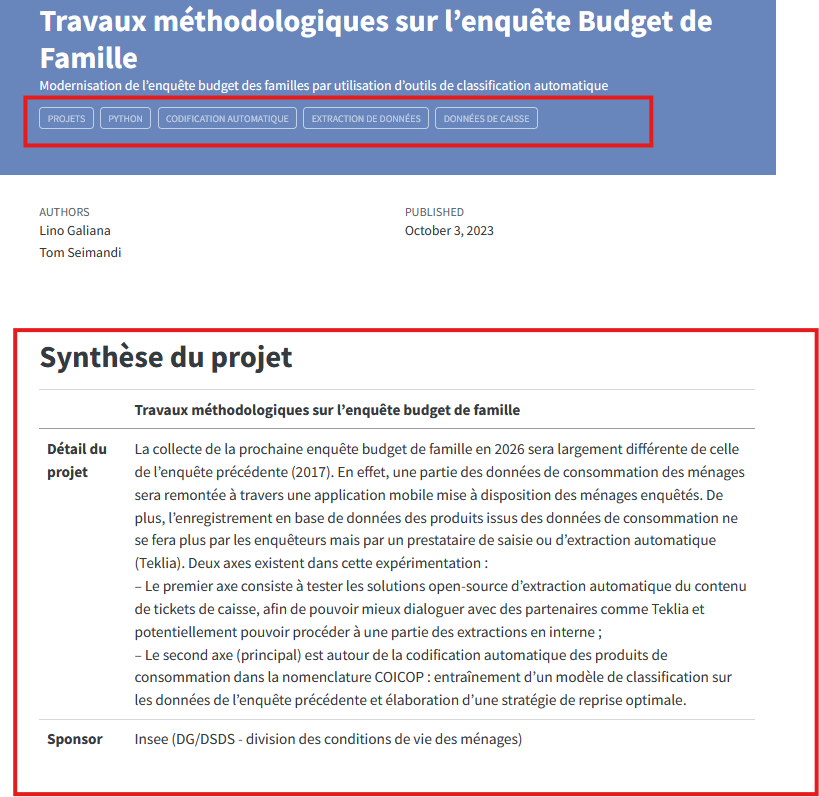 Travaux méthodologiques sur l’enquête Budget de
Famille
Modernisation de l’enquête budget des familles par utilisation d’outils de classification automatique
PROJETS PYTHON CODIFICATION AUTOMATIQUE EXTRACTION DE DONNÉES DONNÉES DE CAISSE
AUTHORS
Lino Galiana
Tom Seimandi
PUBLISHED
October 3, 2023
Synthèse du projet
Travaux méthodologiques sur l’enquête budget de famille
Détail du
projet
La collecte de la prochaine enquête budget de famille en 2026 sera largement différente de celle
de l’enquête précédente (2017). En effet, une partie des données de consommation des ménages
sera remontée à travers une application mobile mise à disposition des ménages enquêtés. De
plus, l’enregistrement en base de données des produits issus des données de consommation ne
se fera plus par les enquêteurs mais par un prestataire de saisie ou d’extraction automatique
(Teklia). Deux axes existent dans cette expérimentation :
– Le premier axe consiste à tester les solutions open-source d’extraction automatique du contenu
de tickets de caisse, afin de pouvoir mieux dialoguer avec des partenaires comme Teklia et
potentiellement pouvoir procéder à une partie des extractions en interne ;
– Le second axe (principal) est autour de la codification automatique des produits de
consommation dans la nomenclature COICOP : entraînement d’un modèle de classification sur
les données de l’enquête précédente et élaboration d’une stratégie de reprise optimale.
Sponsor
Insee (DG/DSDS - division des conditions de vie des ménages)